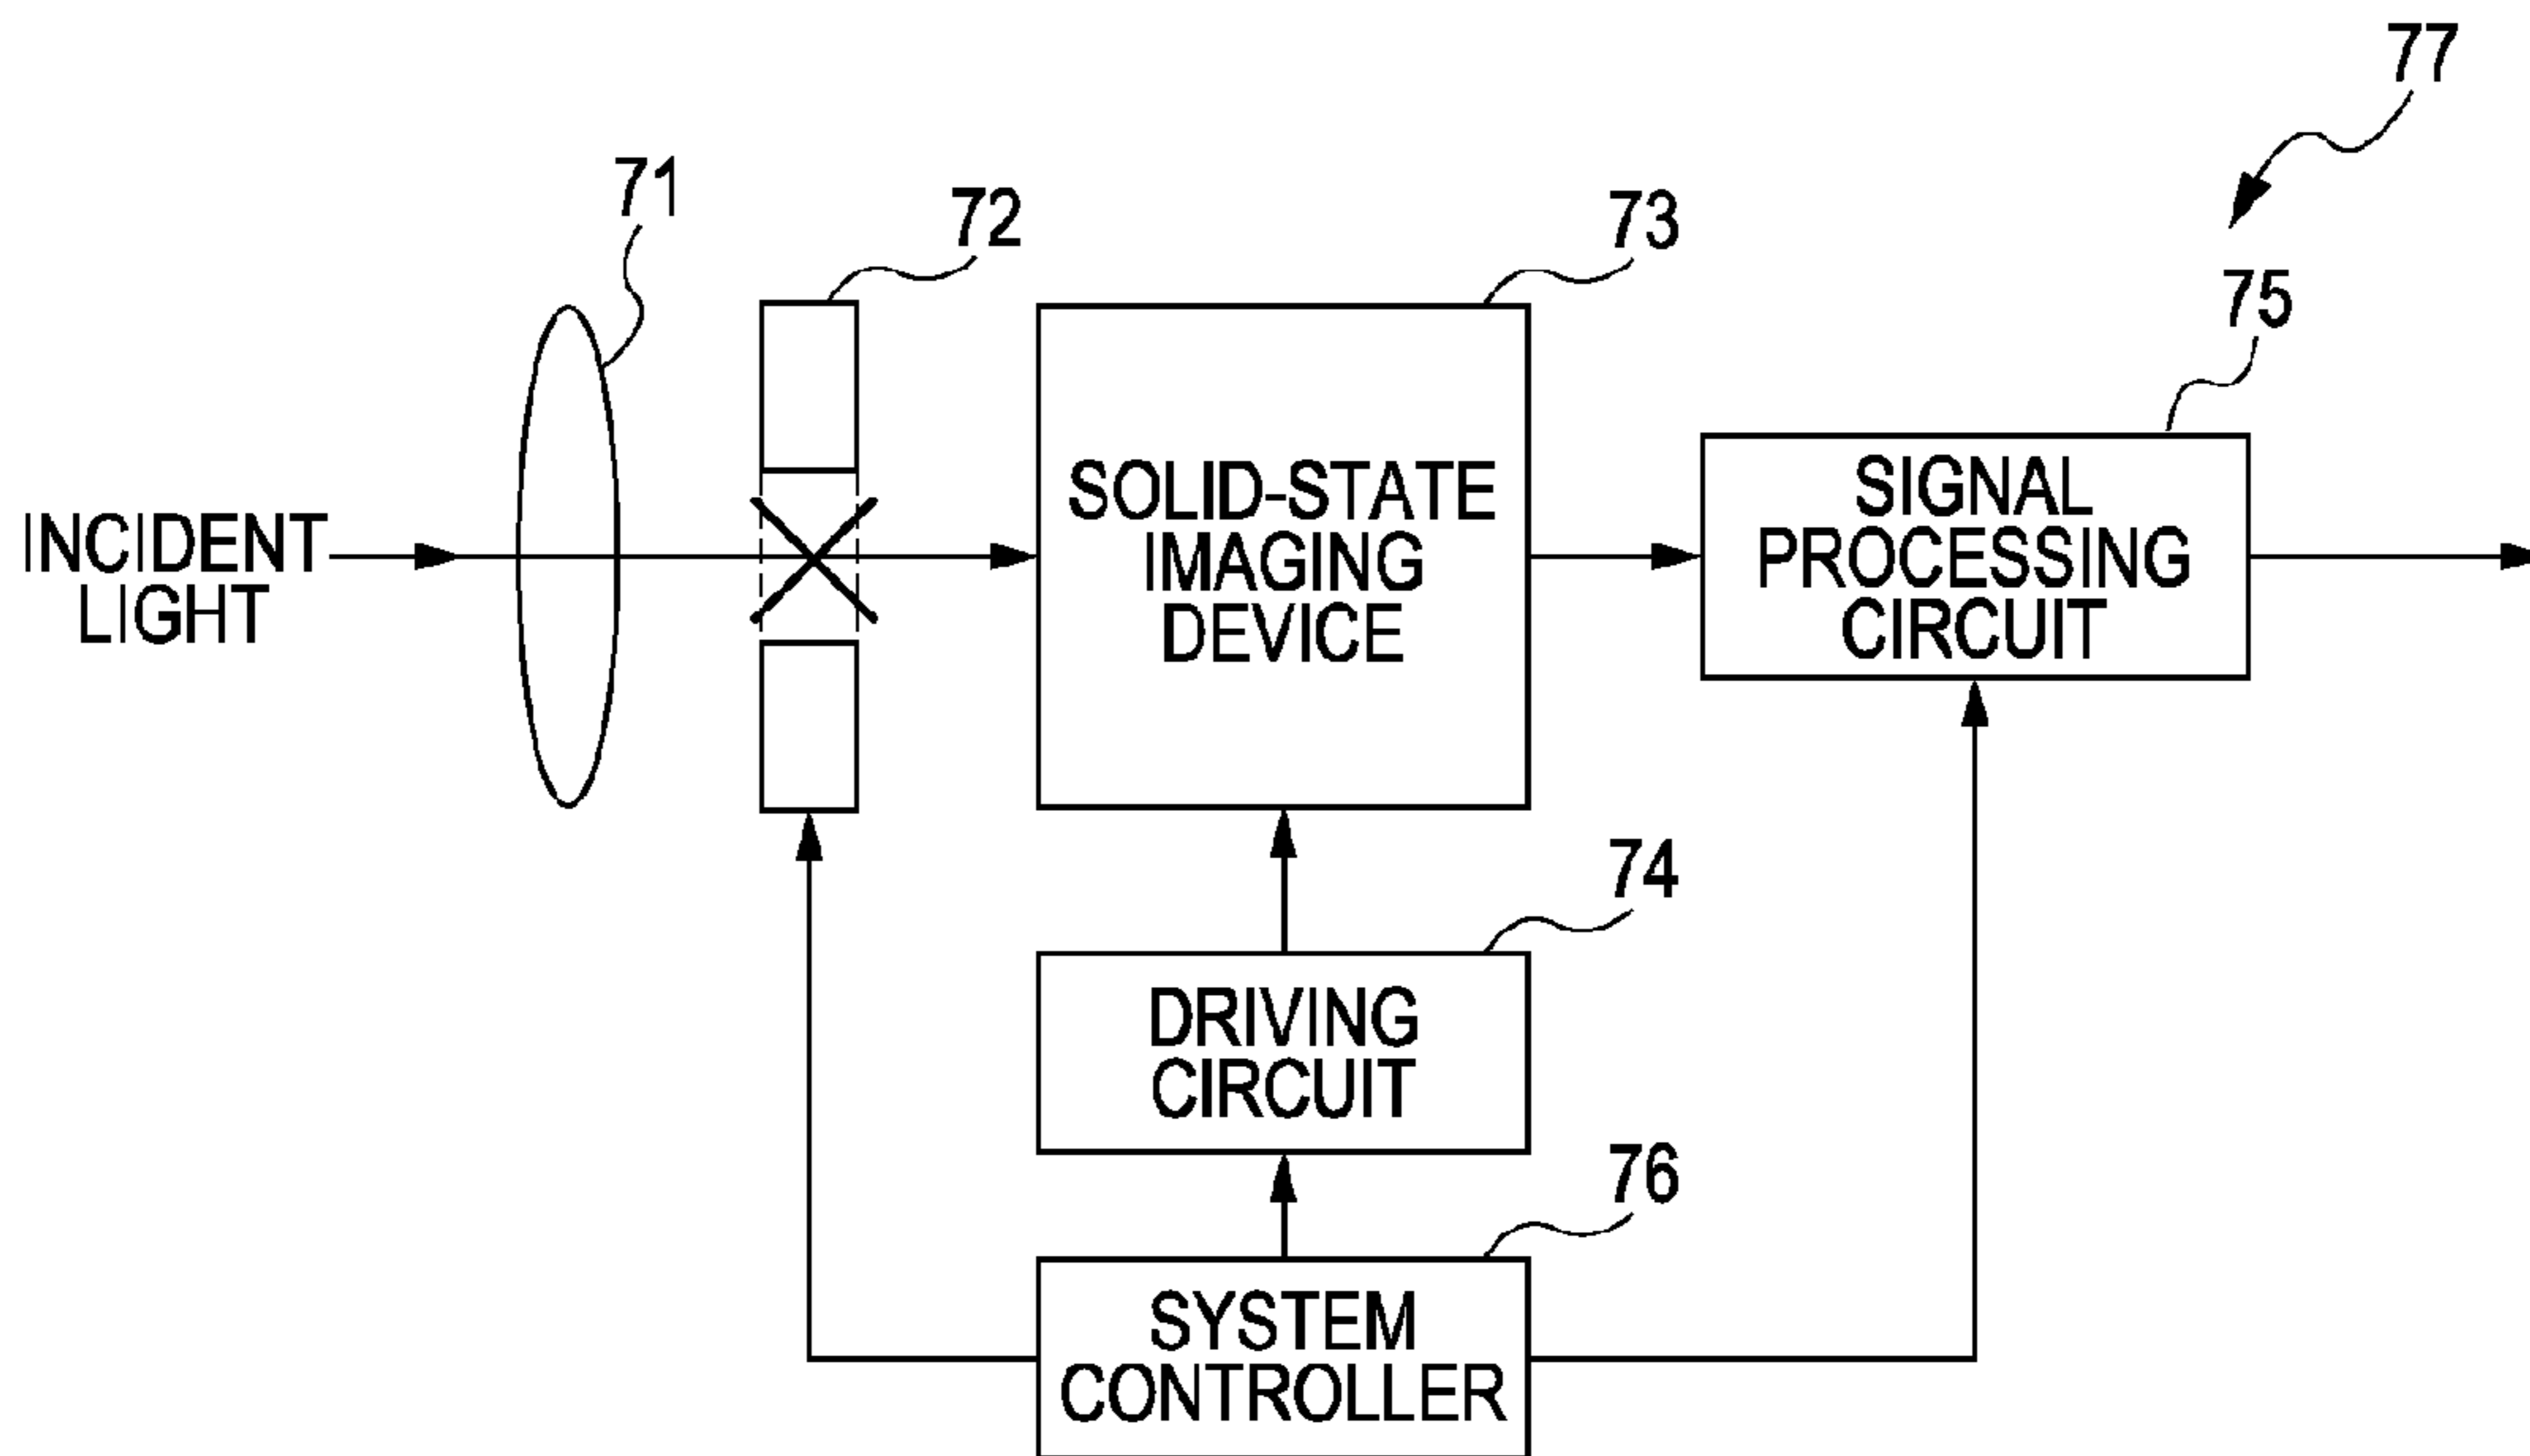 77
71
72
73
75
INCIDENT
LIGHT
SOLID-STATE
IMAGING
DEVICE
SIGNAL
PROCESSING
CIRCUIT
74
DRIVING
CIRCUIT
76
SYSTEM
CONTROLLER